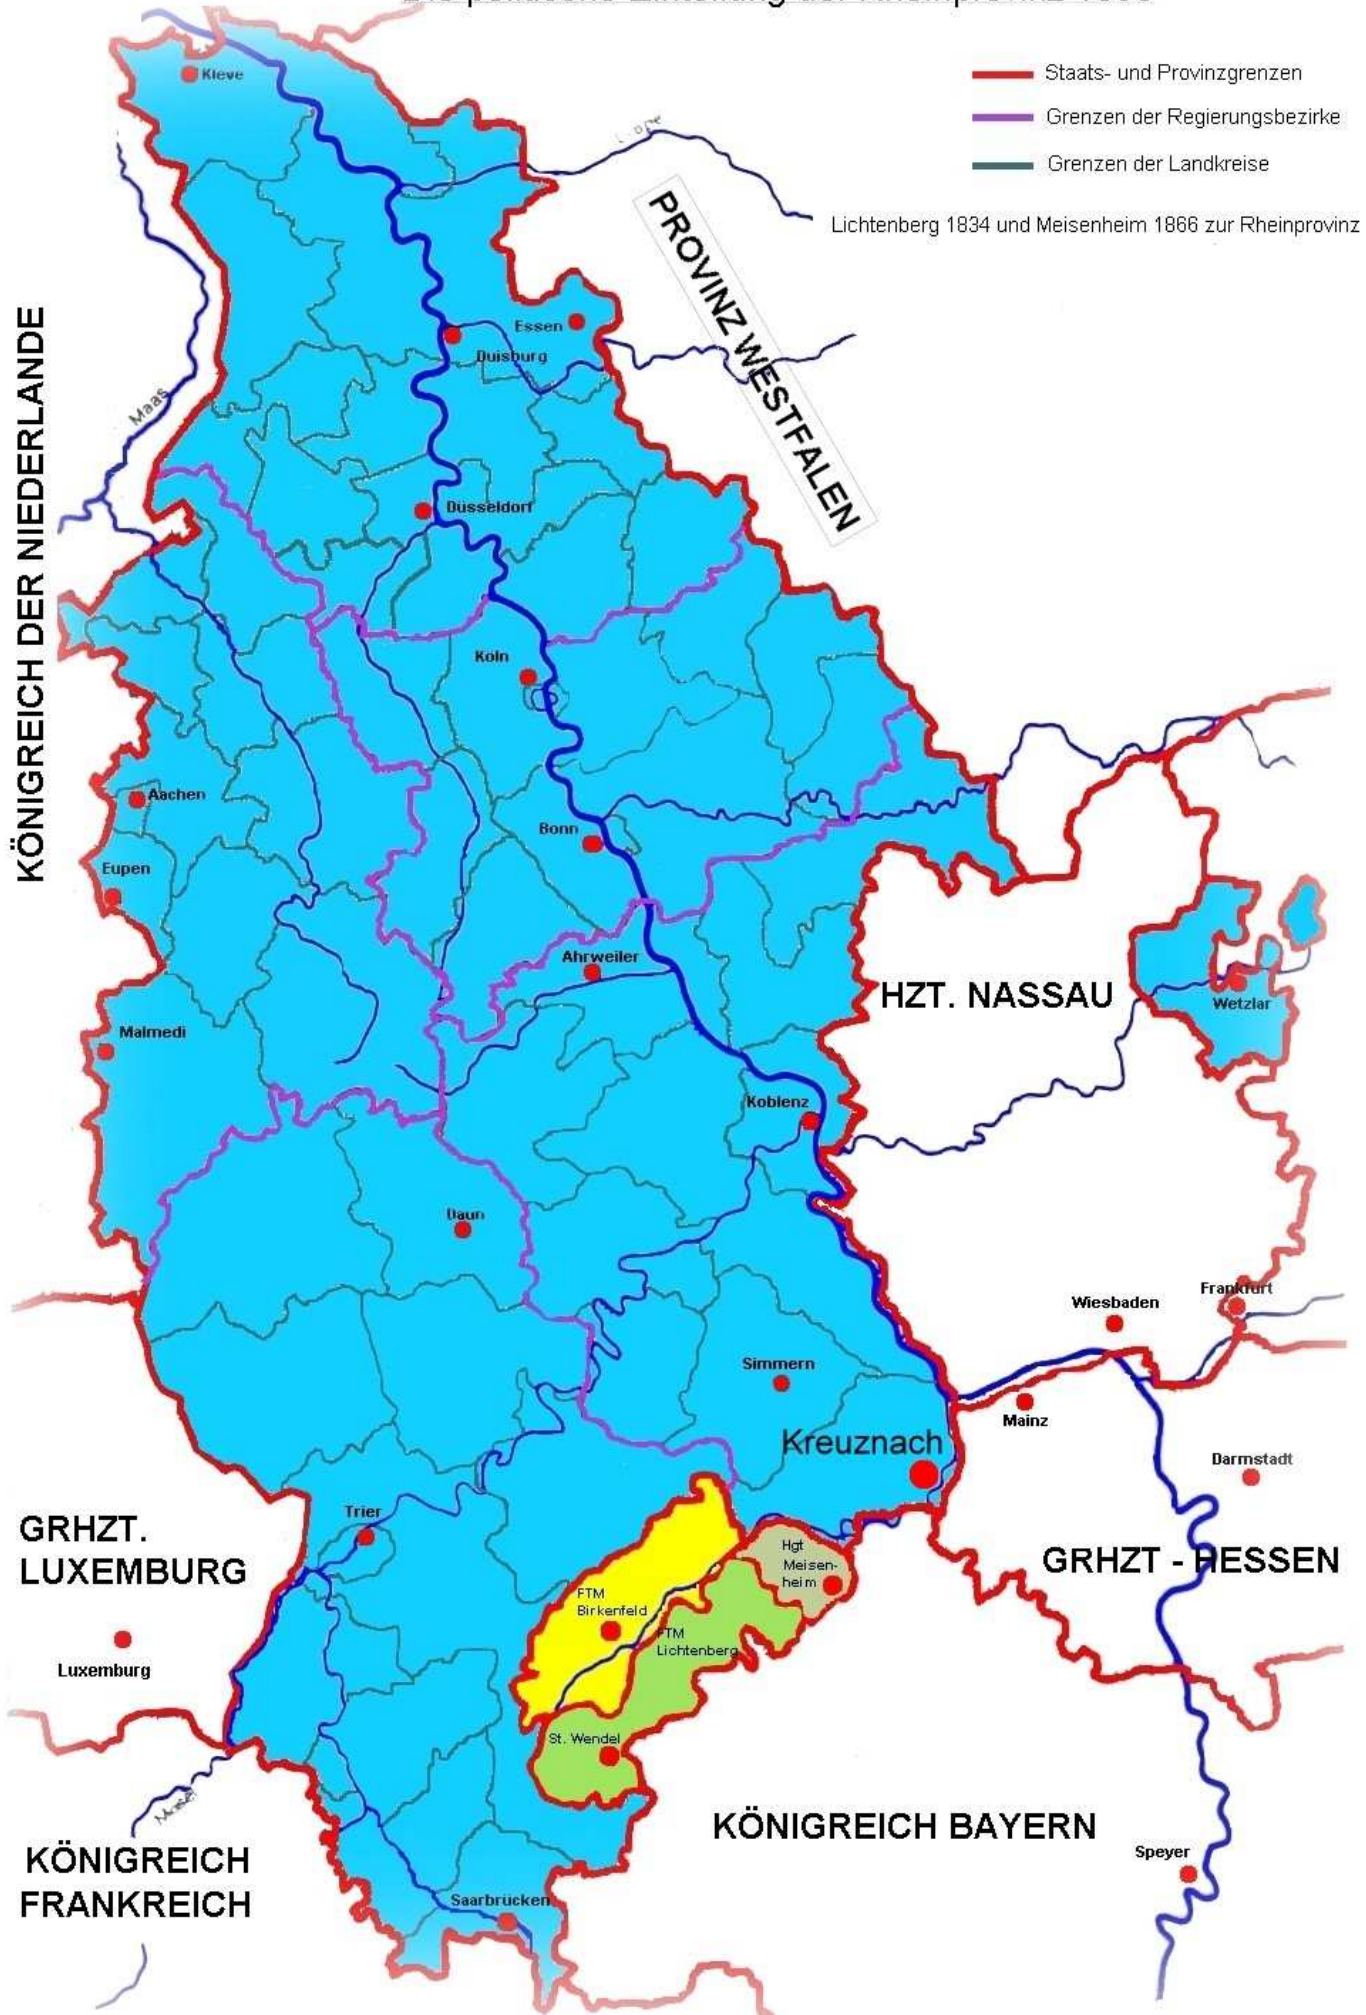 Staats- und Provinzgrenzen
Grenzen der Regierungsbezirke
Grenzen der Landkreise
Lichtenberg 1834 und Meisenheim 1866 zur Rheinprovinz
Kleve
PROVINZ WESTFALEN
KÖNIGREICH DER NIEDERLANDE
Maas
Essen
Duisburg
Düsseldorf
Köln
Aachen
Bonn
Eupen
Ahrweiler
HZT. NASSAU
Wetzlar
Malmedi
Koblenz
Daun
Frankfurt
Wiesbaden
Simmern
Mainz
Kreuznach
Darmstadt
Trier
GRHZT.
LUXEMBURG
GRHZT - HESSEN
Hgt
Meisen-
heim
FTM
Birkenfeld
FTM
Lichtenberg
Luxemburg
St. Wendel
Mosel
KÖNIGREICH BAYERN
Speyer
KÖNIGREICH
FRANKREICH
Saarbrücken